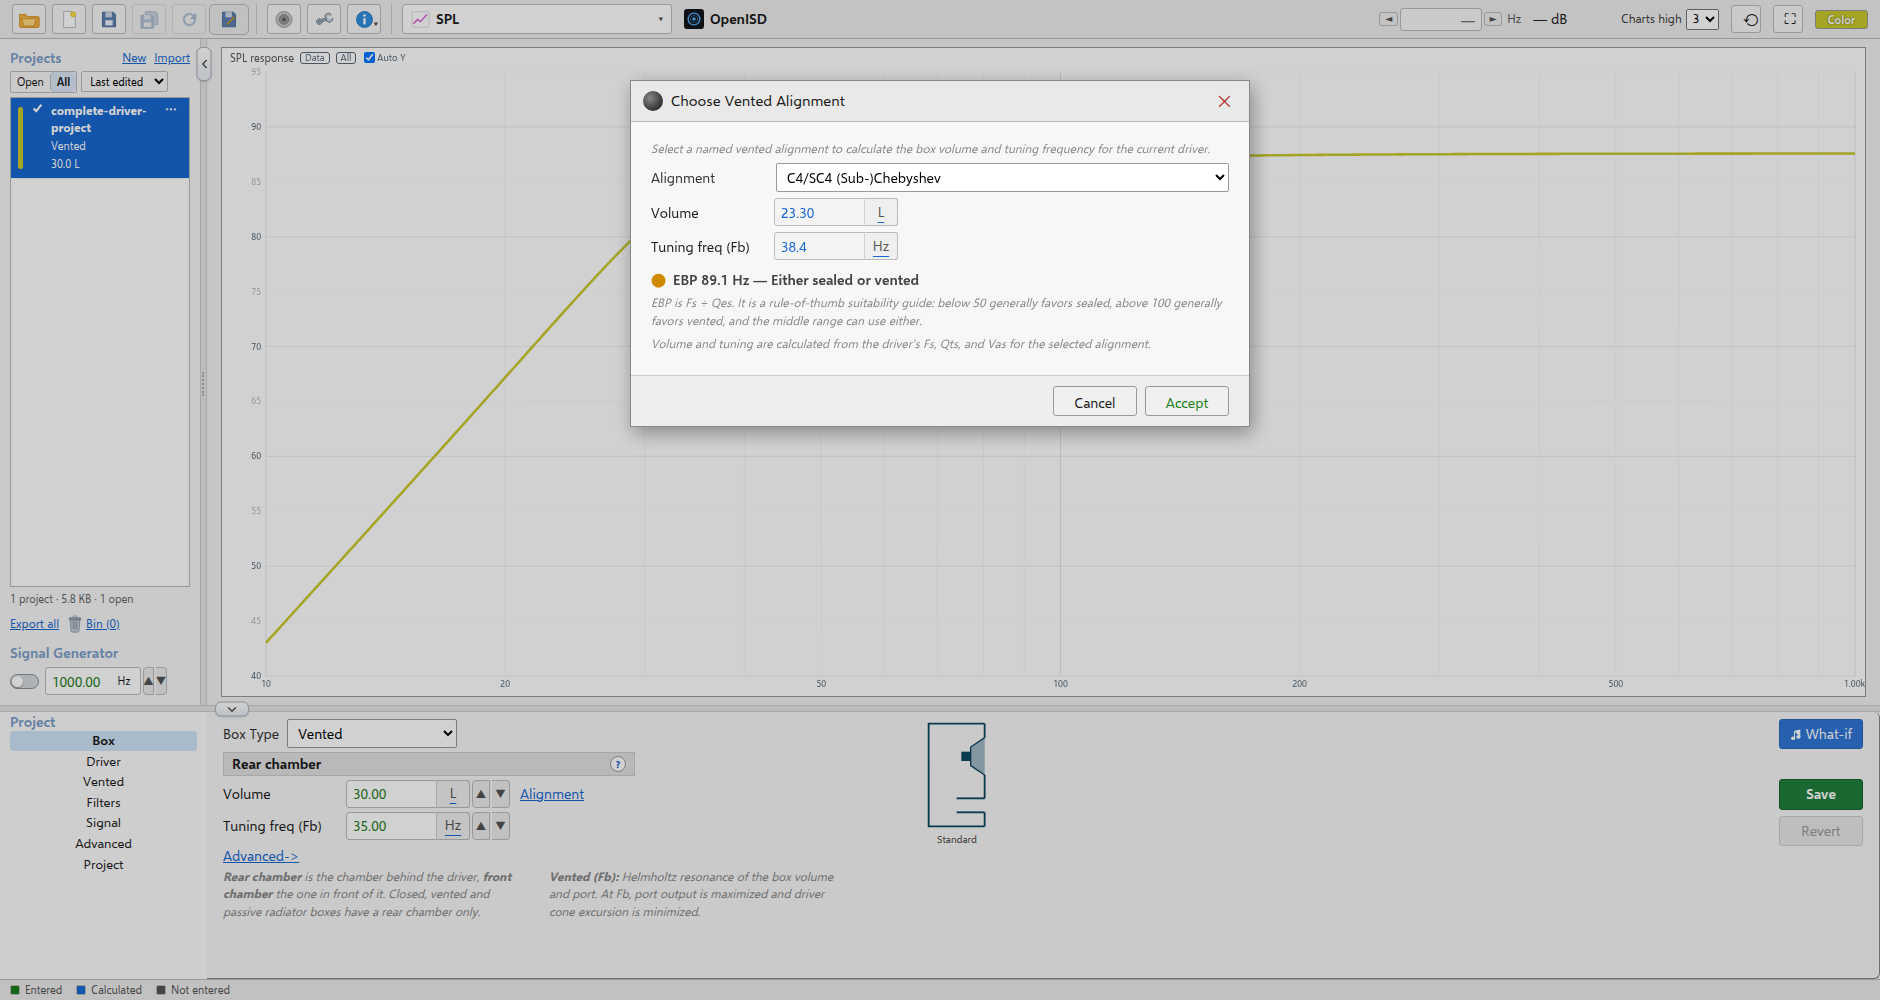 SPL
OpenISD
— Hz — dB
Charts high 3
Color
Projects New Import
Open All Last edited
complete-driver-project
Vented
30.0 L
1 project · 5.8 KB · 1 open
Export all Bin (0)
Signal Generator
1000.00 Hz
SPL response Data All Auto Y
95
90
85
80
75
70
65
60
55
50
45
40
10 20 50 100 200 500 1.00k
Choose Vented Alignment
Select a named vented alignment to calculate the box volume and tuning frequency for the current driver.
Alignment C4/SC4 (Sub-)Chebyshev
Volume 23.30 L
Tuning freq (Fb) 38.4 Hz
EBP 89.1 Hz — Either sealed or vented
EBP is Fs ÷ Qes. It is a rule-of-thumb suitability guide: below 50 generally favors sealed, above 100 generally
favors vented, and the middle range can use either.
Volume and tuning are calculated from the driver's Fs, Qts, and Vas for the selected alignment.
Cancel Accept
Project
Box
Driver
Vented
Filters
Signal
Advanced
Project
Box Type Vented
Rear chamber ?
Volume 30.00 L Alignment
Tuning freq (Fb) 35.00 Hz
Advanced->
Rear chamber is the chamber behind the driver, front
chamber the one in front of it. Closed, vented and
passive radiator boxes have a rear chamber only.
Vented (Fb): Helmholtz resonance of the box volume
and port. At Fb, port output is maximized and driver
cone excursion is minimized.
Standard
What-if
Save
Revert
Entered Calculated Not entered